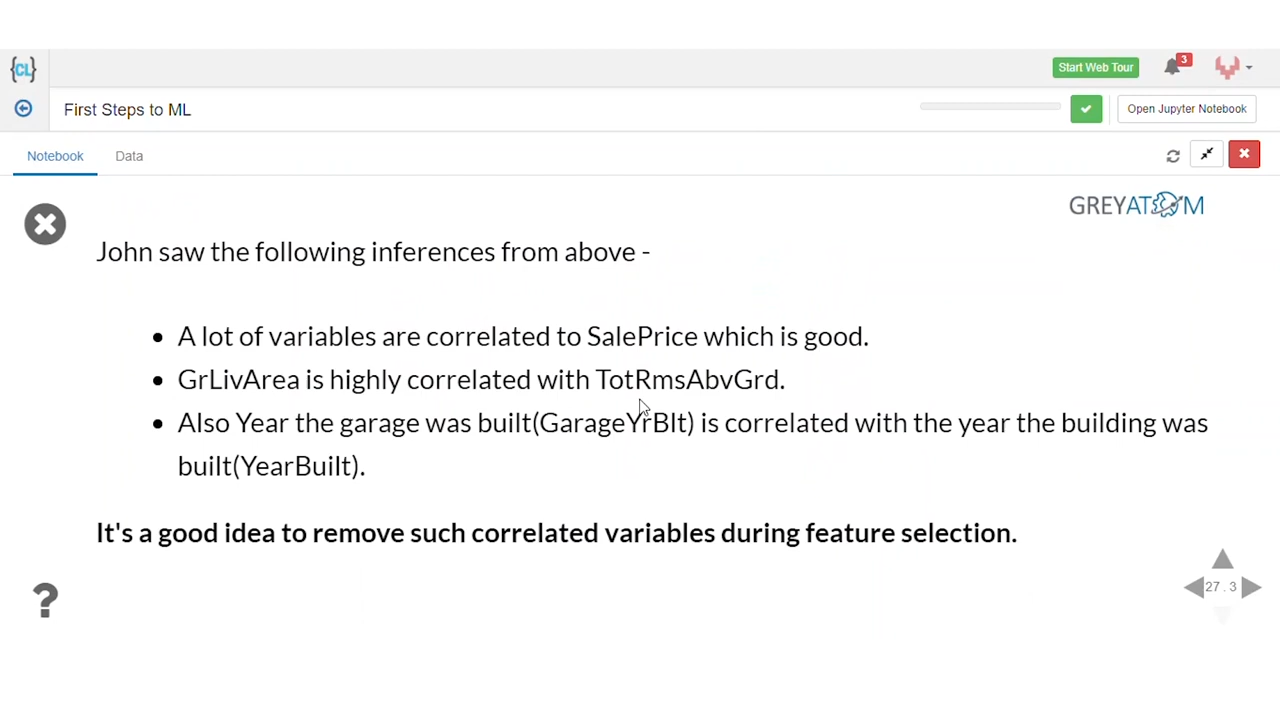 {CL}
Start Web Tour
3
First Steps to ML
Open Jupyter Notebook
Notebook
Data
GREYATOM
John saw the following inferences from above -
• A lot of variables are correlated to SalePrice which is good.
• GrLivArea is highly correlated with TotRmsAbvGrd.
• Also Year the garage was built(GarageYrBlt) is correlated with the year the building was
built(YearBuilt).
It's a good idea to remove such correlated variables during feature selection.
?
27 . 3